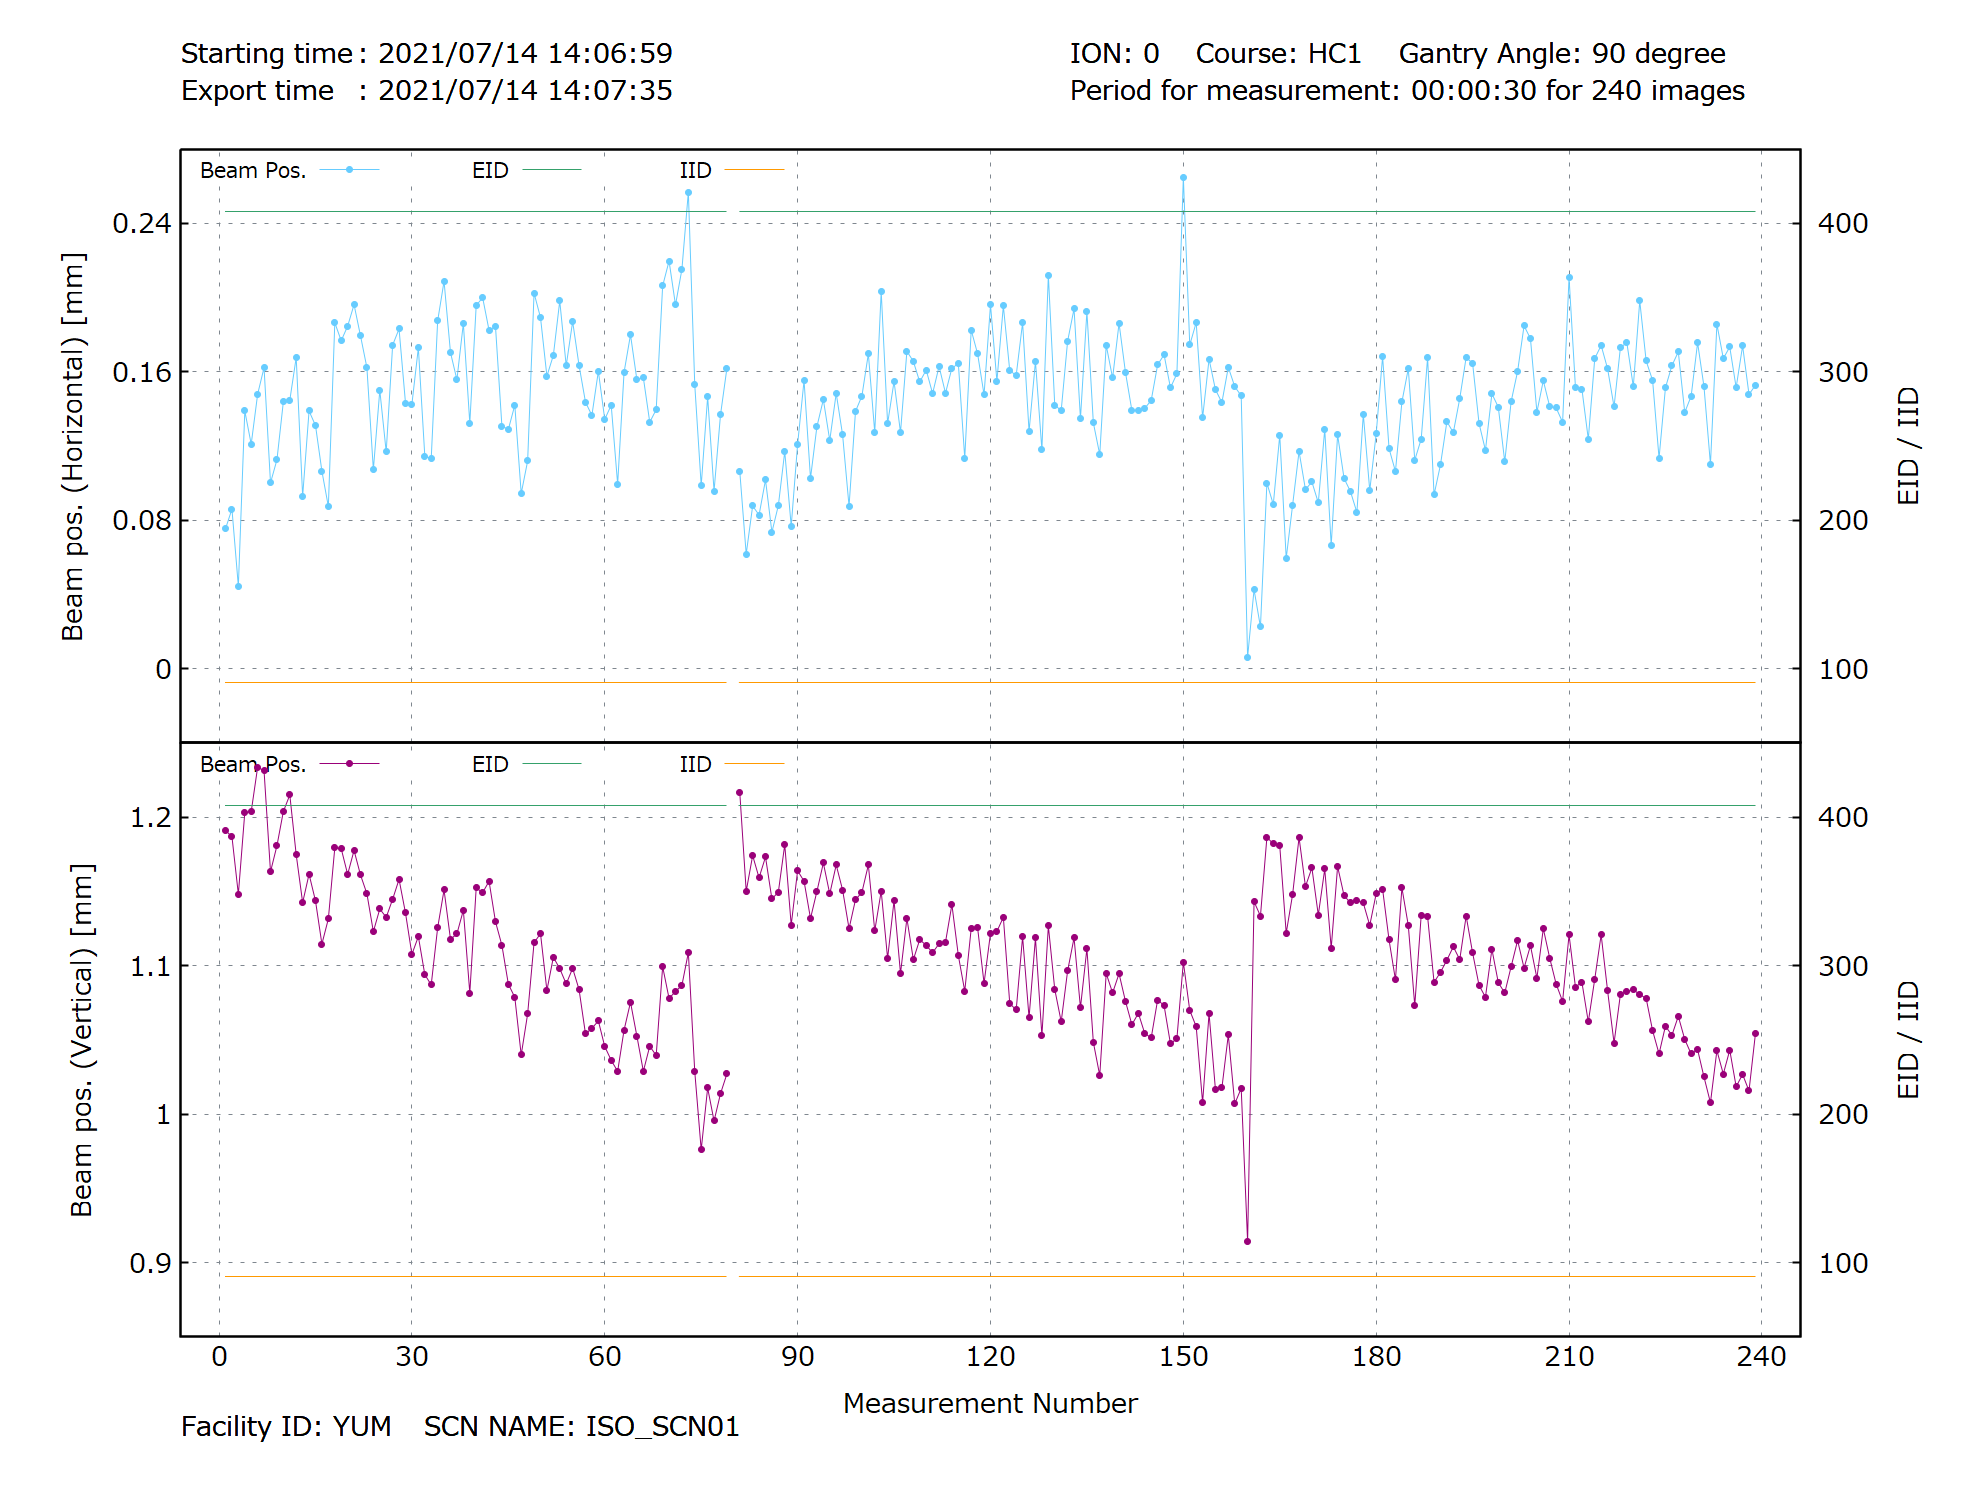 Starting time : 2021/07/14 14:06:59
ION: 0 Course: HC1 Gantry Angle: 90 degree
Export time : 2021/07/14 14:07:35
Period for measurement: 00:00:30 for 240 images
Beam Pos. EID IID
Beam pos. (Horizontal) [mm]
0.24
0.16
0.08
0
400
300
200
100
EID / IID
Beam Pos. EID IID
Beam pos. (Vertical) [mm]
1.2
1.1
1
0.9
400
300
200
100
EID / IID
0 30 60 90 120 150 180 210 240
Measurement Number
Facility ID: YUM SCN NAME: ISO_SCN01